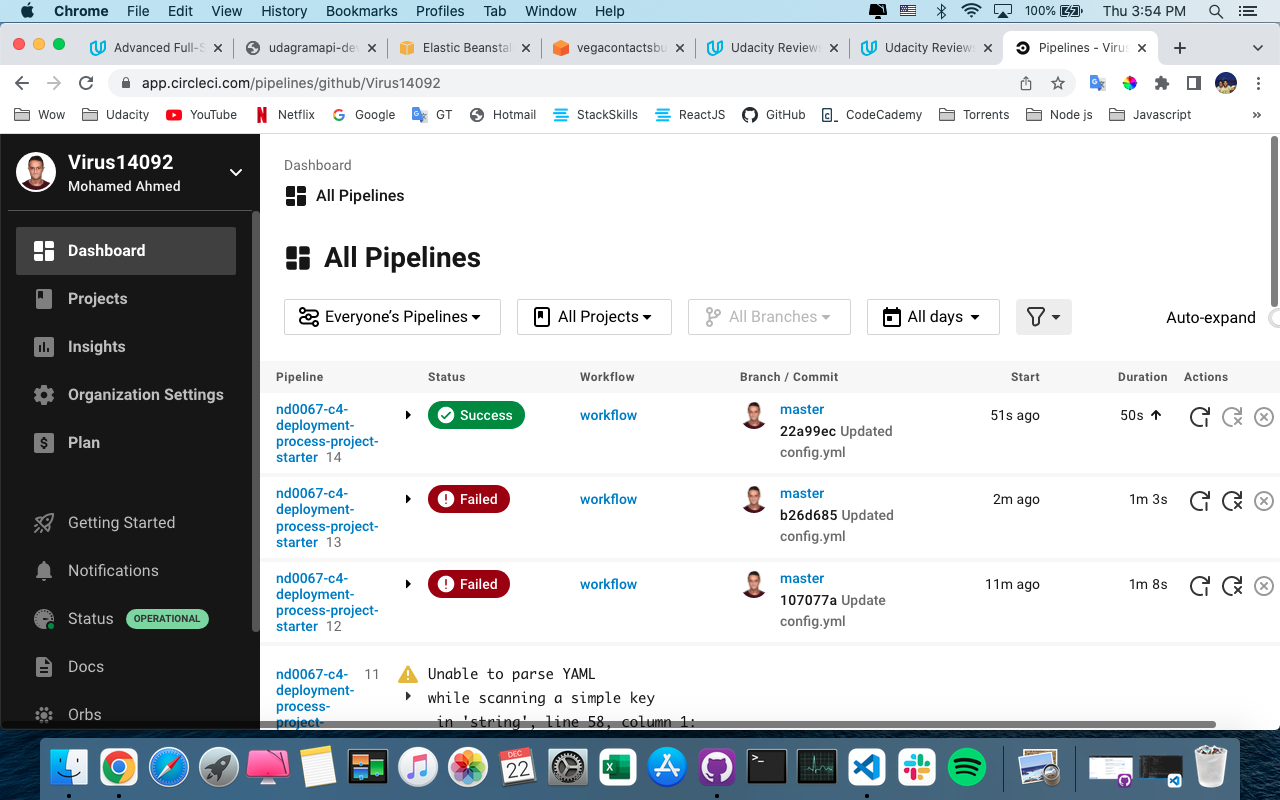 Chrome File Edit View History Bookmarks Profiles Tab Window Help 100% Thu 3:54 PM
Advanced Full-S udagramapi-dev Elastic Beanstal vegacontactsbu Udacity Reviews Udacity Reviews Pipelines - Virus
app.circleci.com/pipelines/github/Virus14092
Wow Udacity YouTube Netflix Google GT Hotmail StackSkills ReactJS GitHub CodeCademy Torrents Node js Javascript »
Virus14092
Mohamed Ahmed
Dashboard
Projects
Insights
Organization Settings
Plan
Getting Started
Notifications
Status OPERATIONAL
Docs
Orbs
Dashboard
All Pipelines
All Pipelines
Everyone’s Pipelines All Projects All Branches All days Auto-expand
Pipeline Status Workflow Branch / Commit Start Duration Actions
nd0067-c4-
deployment-
process-project-
starter 14
Success workflow
master
22a99ec Updated
config.yml
51s ago 50s
nd0067-c4-
deployment-
process-project-
starter 13
Failed workflow
master
b26d685 Updated
config.yml
2m ago 1m 3s
nd0067-c4-
deployment-
process-project-
starter 12
Failed workflow
master
107077a Update
config.yml
11m ago 1m 8s
nd0067-c4-
deployment-
process-
project-
11
Unable to parse YAML
while scanning a simple key
in 'string', line 58, column 1:
DEC
22